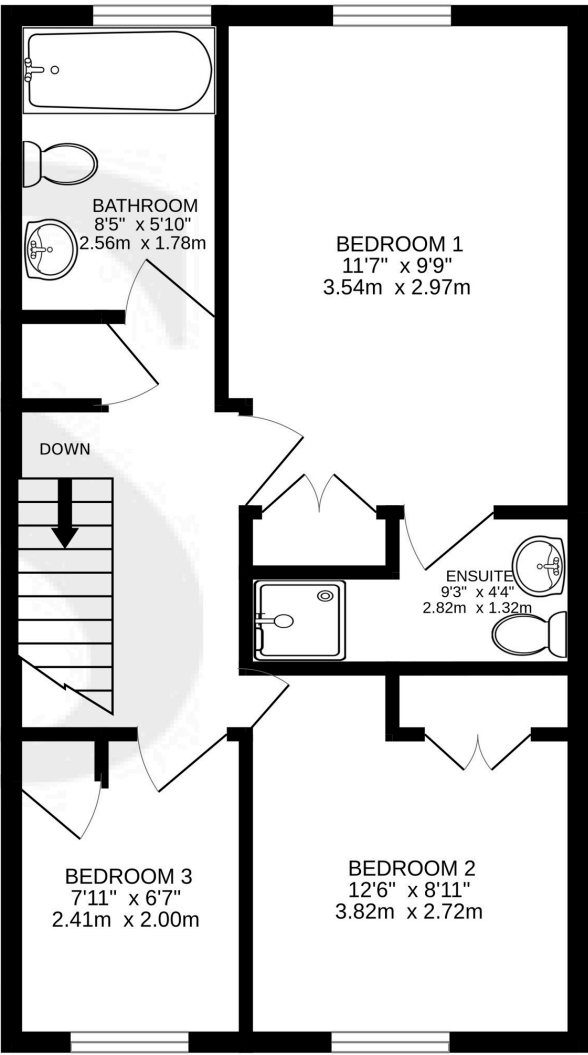 BATHROOM
8'5" x 5'10"
2.56m x 1.78m
BEDROOM 1
11'7" x 9'9"
3.54m x 2.97m
DOWN
ENSUITE
9'3" x 4'4"
2.82m x 1.32m
BEDROOM 3
7'11" x 6'7"
2.41m x 2.00m
BEDROOM 2
12'6" x 8'11"
3.82m x 2.72m